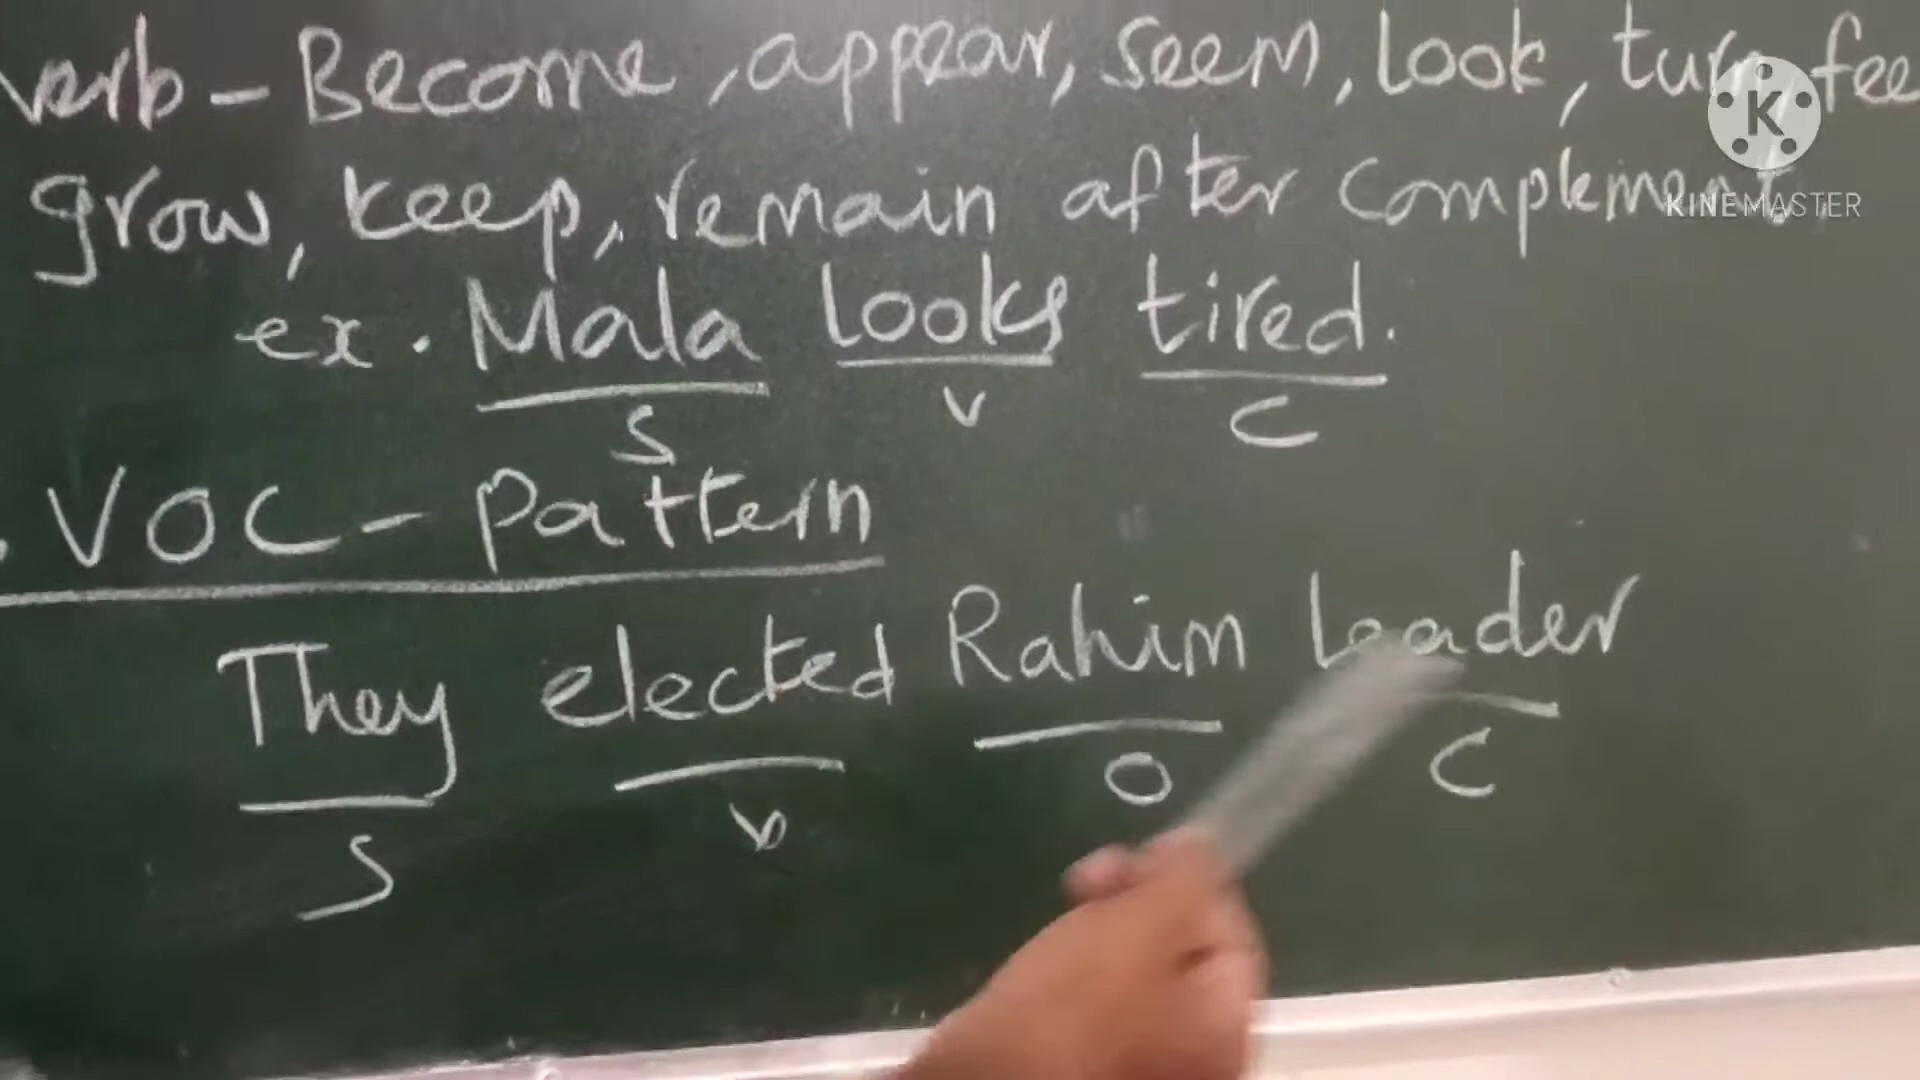 verb - Become, appear, seem, Look, turn, fee
grow, keep, remain after complement
ex. Mala looks tired.
S V C
. VOC - Pattern
They elected Rahim leader
S V O C
K
KINEMASTER